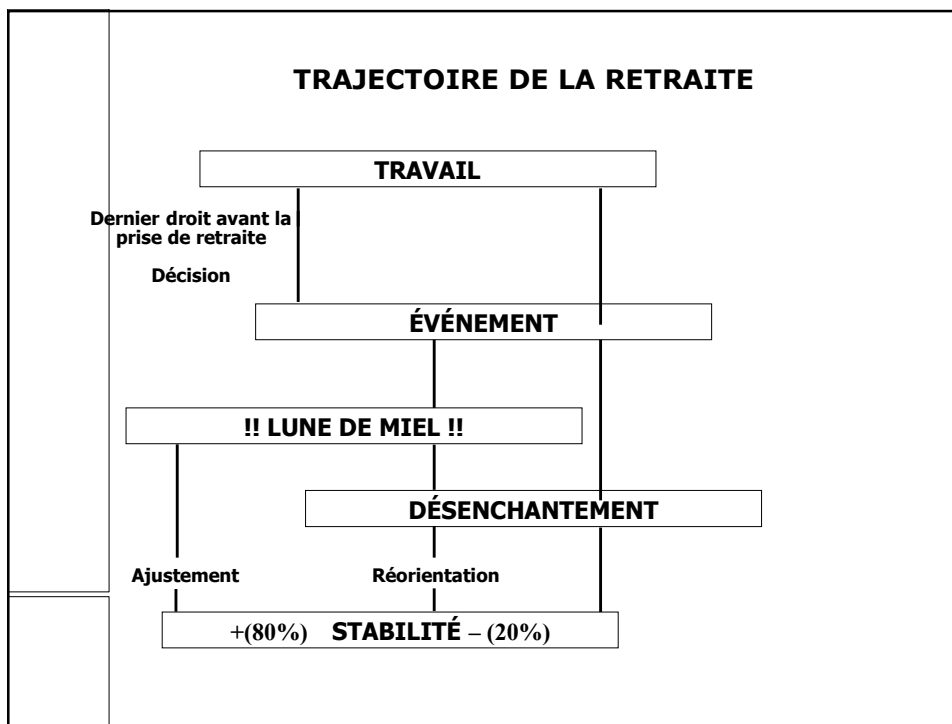 TRAJECTOIRE DE LA RETRAITE
TRAVAIL
Dernier droit avant la
prise de retraite
Décision
ÉVÉNEMENT
!! LUNE DE MIEL !!
DÉSENCHANTEMENT
Ajustement
Réorientation
+(80%) STABILITÉ – (20%)